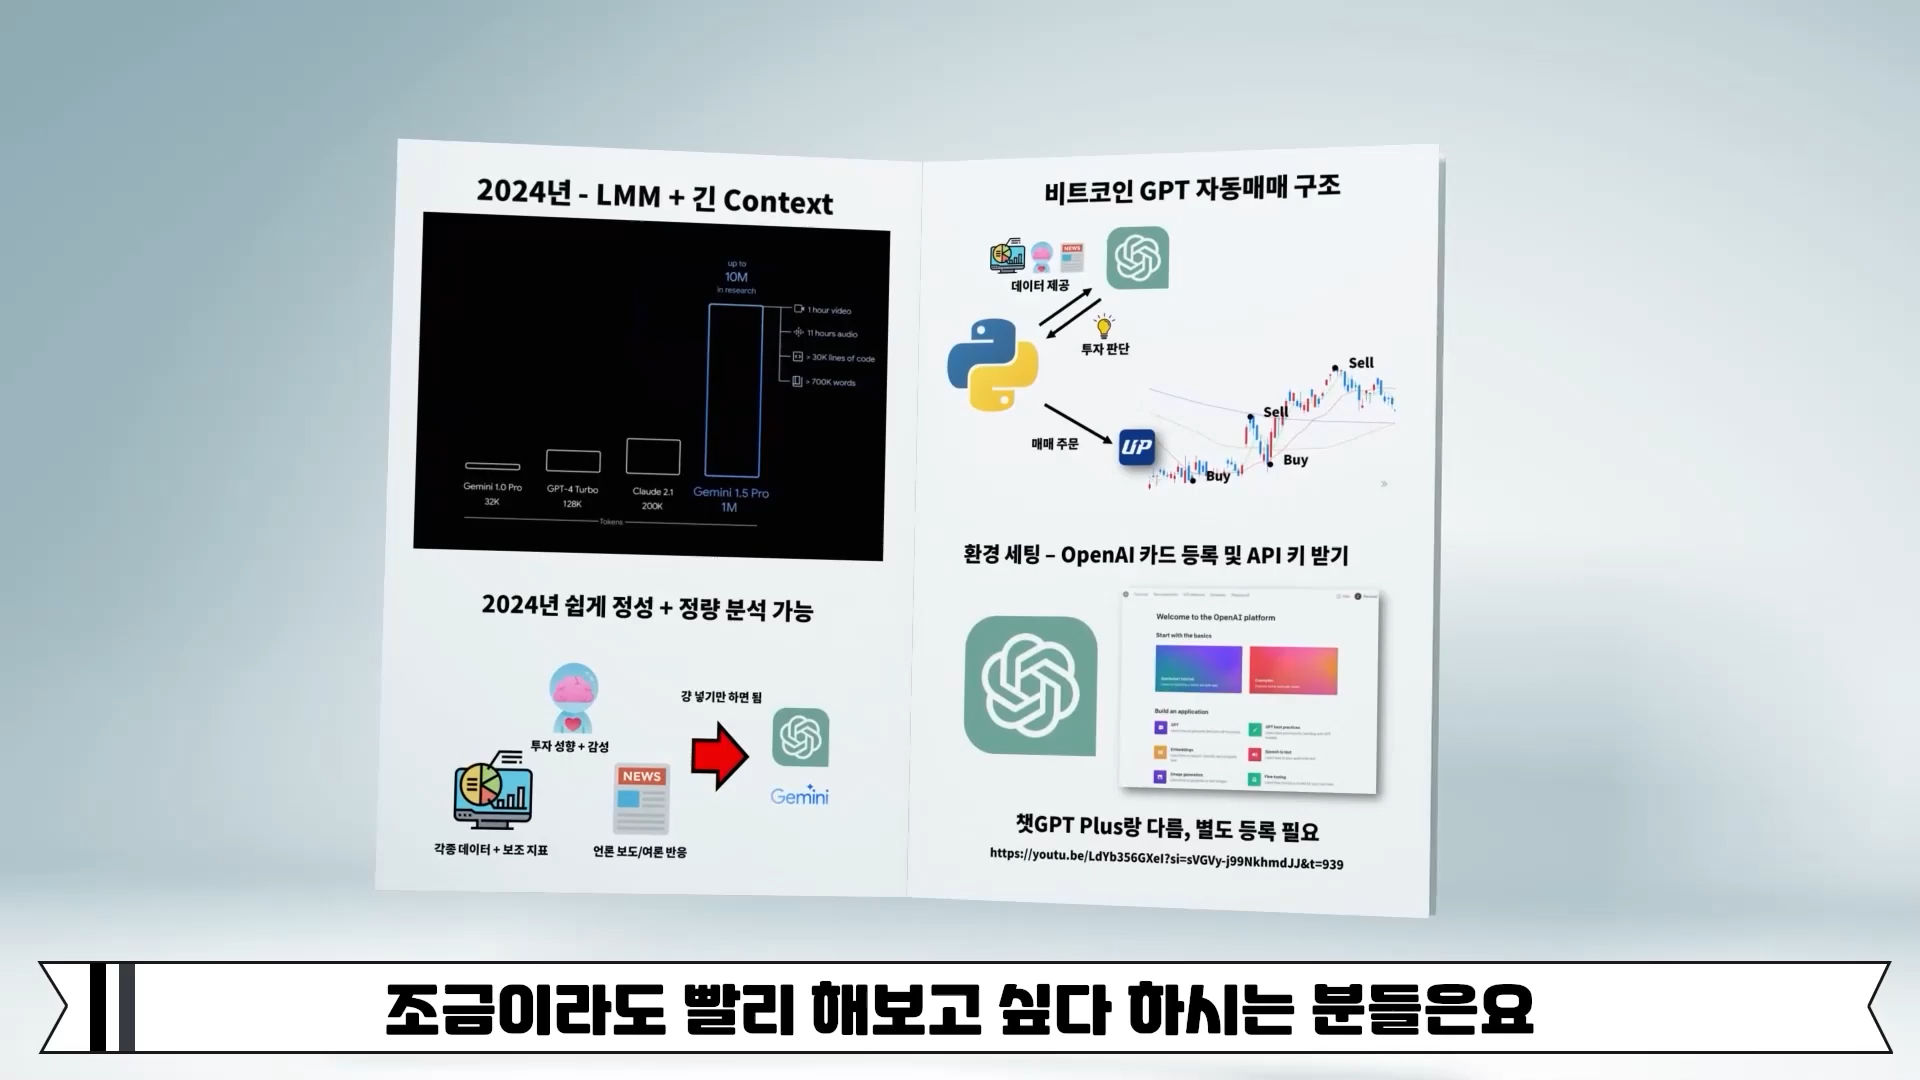 2024년 - LMM + 긴 Context
up to
10M
in research
1 hour video
11 hours audio
> 30K lines of code
> 700K words
Gemini 1.0 Pro
32K
GPT-4 Turbo
128K
Claude 2.1
200K
Gemini 1.5 Pro
1M
Tokens
2024년 쉽게 정성 + 정량 분석 가능
걍 넣기만 하면 됨
투자 성향 + 감성
NEWS
Gemini
각종 데이터 + 보조 지표
언론 보도/여론 반응
비트코인 GPT 자동매매 구조
NEWS
데이터 제공
투자 판단
Sell
Sell
매매 주문
UP
Buy
Buy
환경 세팅 – OpenAI 카드 등록 및 API 키 받기
Welcome to the OpenAI platform
Start with the basics
Build an application
챗GPT Plus랑 다름, 별도 등록 필요
https://youtu.be/LdYb356GXeI?si=sVGVy-j99NkhmdJJ&t=939
조금이라도 빨리 해보고 싶다 하시는 분들은요